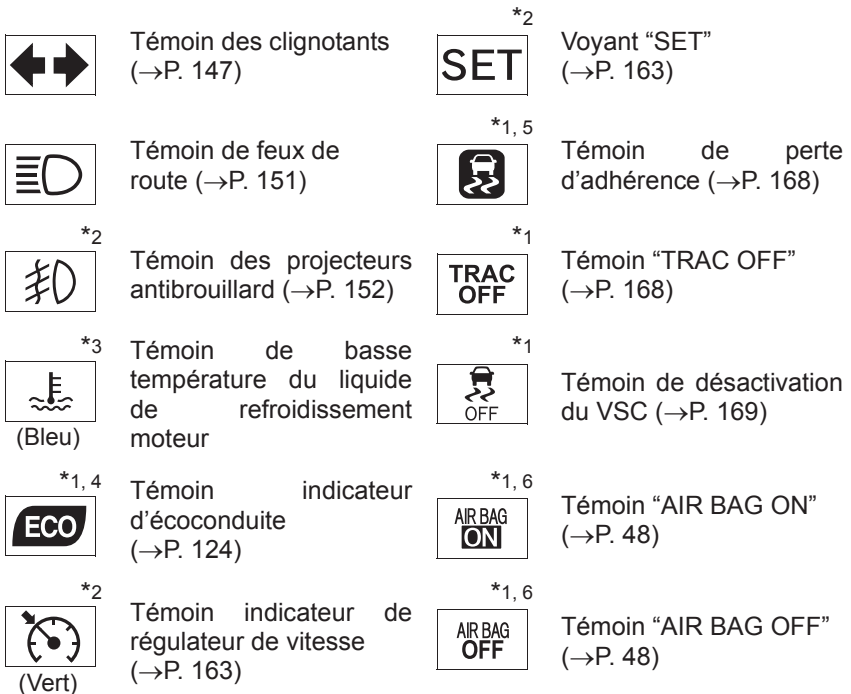 Témoin des clignotants
(→P. 147)
*2
SET
Voyant “SET”
(→P. 163)
Témoin de feux de
route (→P. 151)
*1, 5
Témoin de perte
d’adhérence (→P. 168)
*2
Témoin des projecteurs
antibrouillard (→P. 152)
*1
TRAC
OFF
Témoin “TRAC OFF”
(→P. 168)
*3
(Bleu)
Témoin de basse
température du liquide
de refroidissement
moteur
*1
OFF
Témoin de désactivation
du VSC (→P. 169)
*1, 4
ECO
Témoin indicateur
d’écoconduite
(→P. 124)
*1, 6
AIR BAG
ON
Témoin “AIR BAG ON”
(→P. 48)
*2
(Vert)
Témoin indicateur de
régulateur de vitesse
(→P. 163)
*1, 6
AIR BAG
OFF
Témoin “AIR BAG OFF”
(→P. 48)